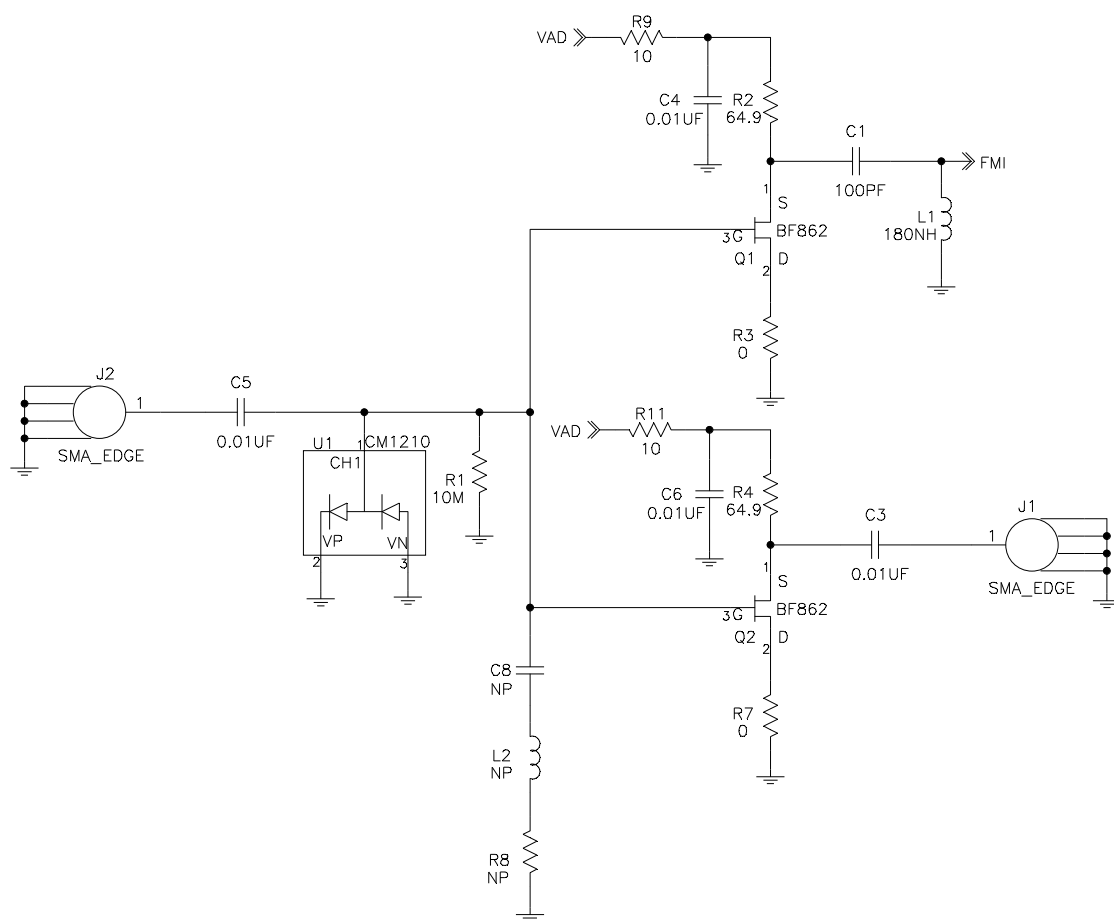 R9
VAD
10
C4
0.01UF
R2
64.9
C1
100PF
FMI
1
S
L1
180NH
3G
BF862
Q1
D
2
R3
0
J2
1
C5
0.01UF
SMA_EDGE
U1
1
CM1210
CH1
VP
VN
2
3
R1
10M
VAD
R11
10
C6
0.01UF
R4
64.9
C3
0.01UF
J1
1
SMA_EDGE
1
S
3G
BF862
Q2
D
2
C8
NP
R7
0
L2
NP
R8
NP